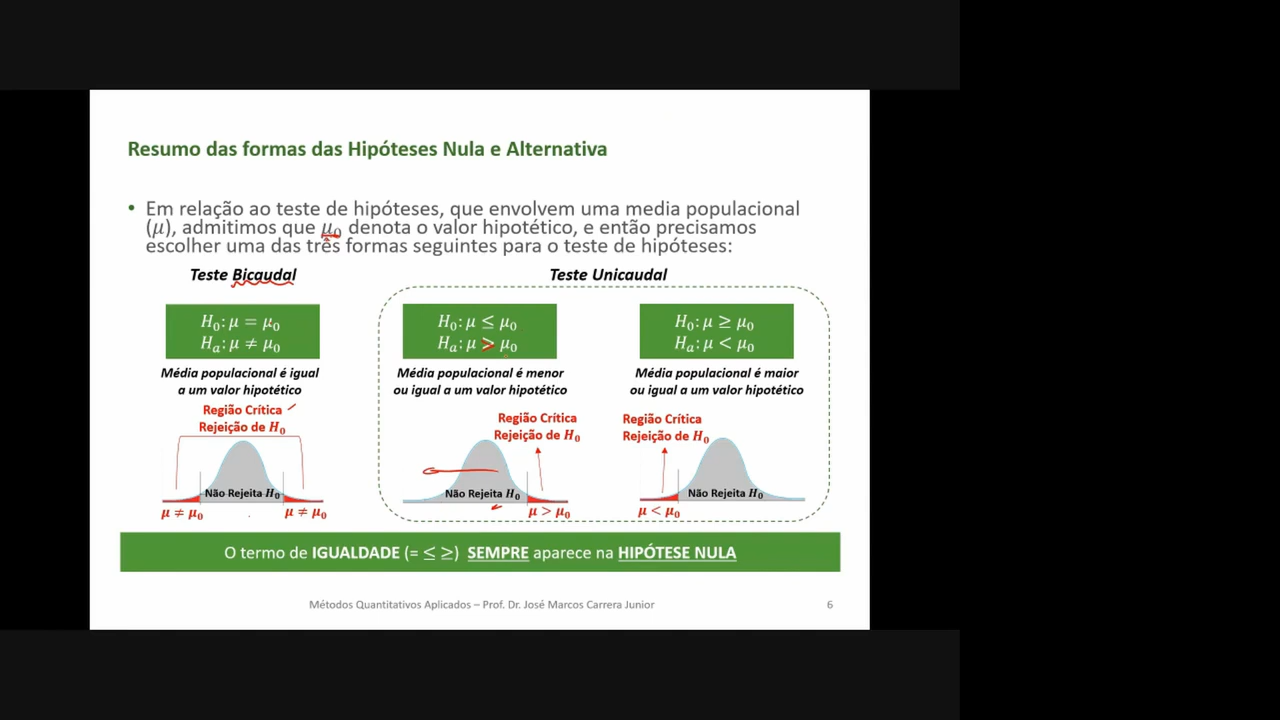 Resumo das formas das Hipóteses Nula e Alternativa
• Em relação ao teste de hipóteses, que envolvem uma media populacional
(μ), admitimos que μ₀ denota o valor hipotético, e então precisamos
escolher uma das três formas seguintes para o teste de hipóteses:
Teste Bicaudal
H₀: μ = μ₀
Hₐ: μ ≠ μ₀
Média populacional é igual
a um valor hipotético
Região Crítica
Rejeição de H₀
Não Rejeita H₀
μ ≠ μ₀
μ ≠ μ₀
Teste Unicaudal
H₀: μ ≤ μ₀
Hₐ: μ > μ₀
Média populacional é menor
ou igual a um valor hipotético
Região Crítica
Rejeição de H₀
Não Rejeita H₀
μ > μ₀
H₀: μ ≥ μ₀
Hₐ: μ < μ₀
Média populacional é maior
ou igual a um valor hipotético
Região Crítica
Rejeição de H₀
Não Rejeita H₀
μ < μ₀
O termo de IGUALDADE (= ≤ ≥) SEMPRE aparece na HIPÓTESE NULA
Métodos Quantitativos Aplicados – Prof. Dr. José Marcos Carrera Junior
6